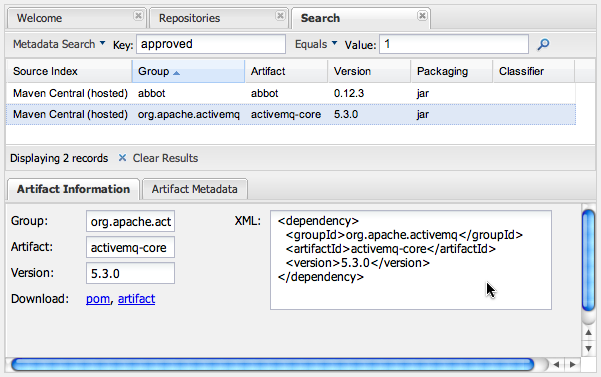 Welcome Repositories Search
Metadata Search Key: approved Equals Value: 1
Source Index Group Artifact Version Packaging Classifier
Maven Central (hosted) abbot abbot 0.12.3 jar
Maven Central (hosted) org.apache.activemq activemq-core 5.3.0 jar
Displaying 2 records Clear Results
Artifact Information Artifact Metadata
Group: org.apache.act
Artifact: activemq-core
Version: 5.3.0
Download: pom, artifact
XML: <dependency>
<groupId>org.apache.activemq</groupId>
<artifactId>activemq-core</artifactId>
<version>5.3.0</version>
</dependency>